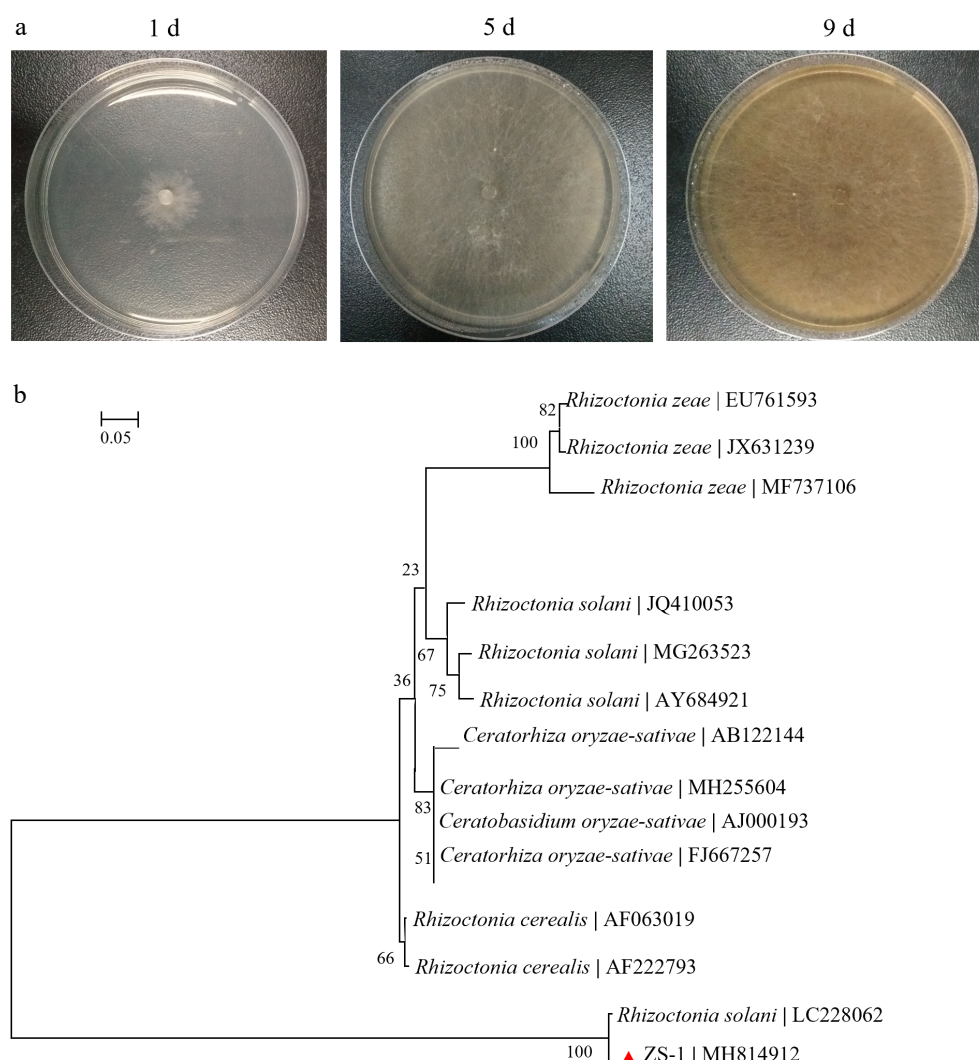 a
1 d
5 d
9 d
b
0.05
82
Rhizoctonia zeae | EU761593
100
Rhizoctonia zeae | JX631239
Rhizoctonia zeae | MF737106
23
Rhizoctonia solani | JQ410053
67
Rhizoctonia solani | MG263523
36
75
Rhizoctonia solani | AY684921
Ceratorhiza oryzae-sativae | AB122144
Ceratorhiza oryzae-sativae | MH255604
83
Ceratobasidium oryzae-sativae | AJ000193
51
Ceratorhiza oryzae-sativae | FJ667257
Rhizoctonia cerealis | AF063019
66
Rhizoctonia cerealis | AF222793
Rhizoctonia solani | LC228062
100
ZS-1 | MH814912